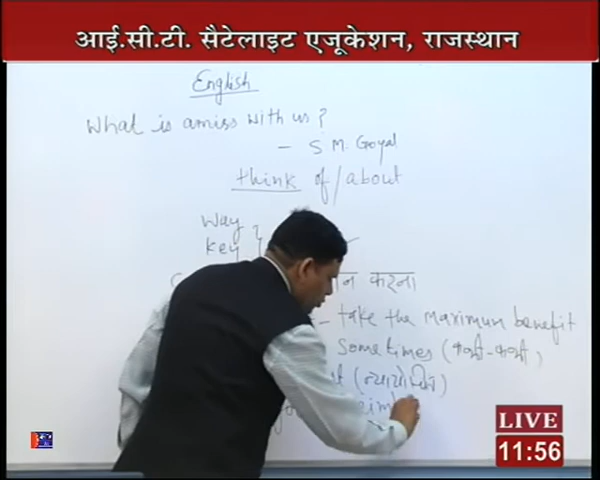 आई.सी.टी. सैटेलाइट एजूकेशन, राजस्थान
English
What is amiss with us?
- S.M. Goyal
think of/about
Way
Key
करना
- take the maximum benefit
Sometimes (कभी-कभी)
LIVE
11:56